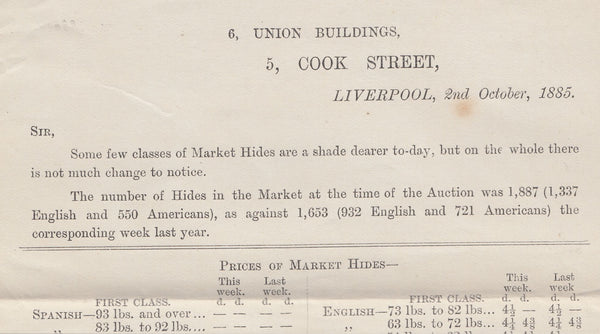 6, UNION BUILDINGS,
5, COOK STREET,
LIVERPOOL, 2nd October, 1885.
SIR,
Some few classes of Market Hides are a shade dearer to-day, but on the whole there
is not much change to notice.
The number of Hides in the Market at the time of the Auction was 1,887 (1,337
English and 550 Americans), as against 1,653 (932 English and 721 Americans) the
corresponding week last year.
PRICES OF MARKET HIDES—
This Last This Last
week. week. week. week.
FIRST CLASS. d. d. d. d. FIRST CLASS. d. d. d. d.
SPANISH—93 lbs. and over... — — — — ENGLISH—73 lbs. to 82 lbs... 4½ — 4½ —
„ 83 lbs. to 92 lbs.... — — — — „ 63 lbs. to 72 lbs... 4¼ 4⅜ 4¼ 4⅜